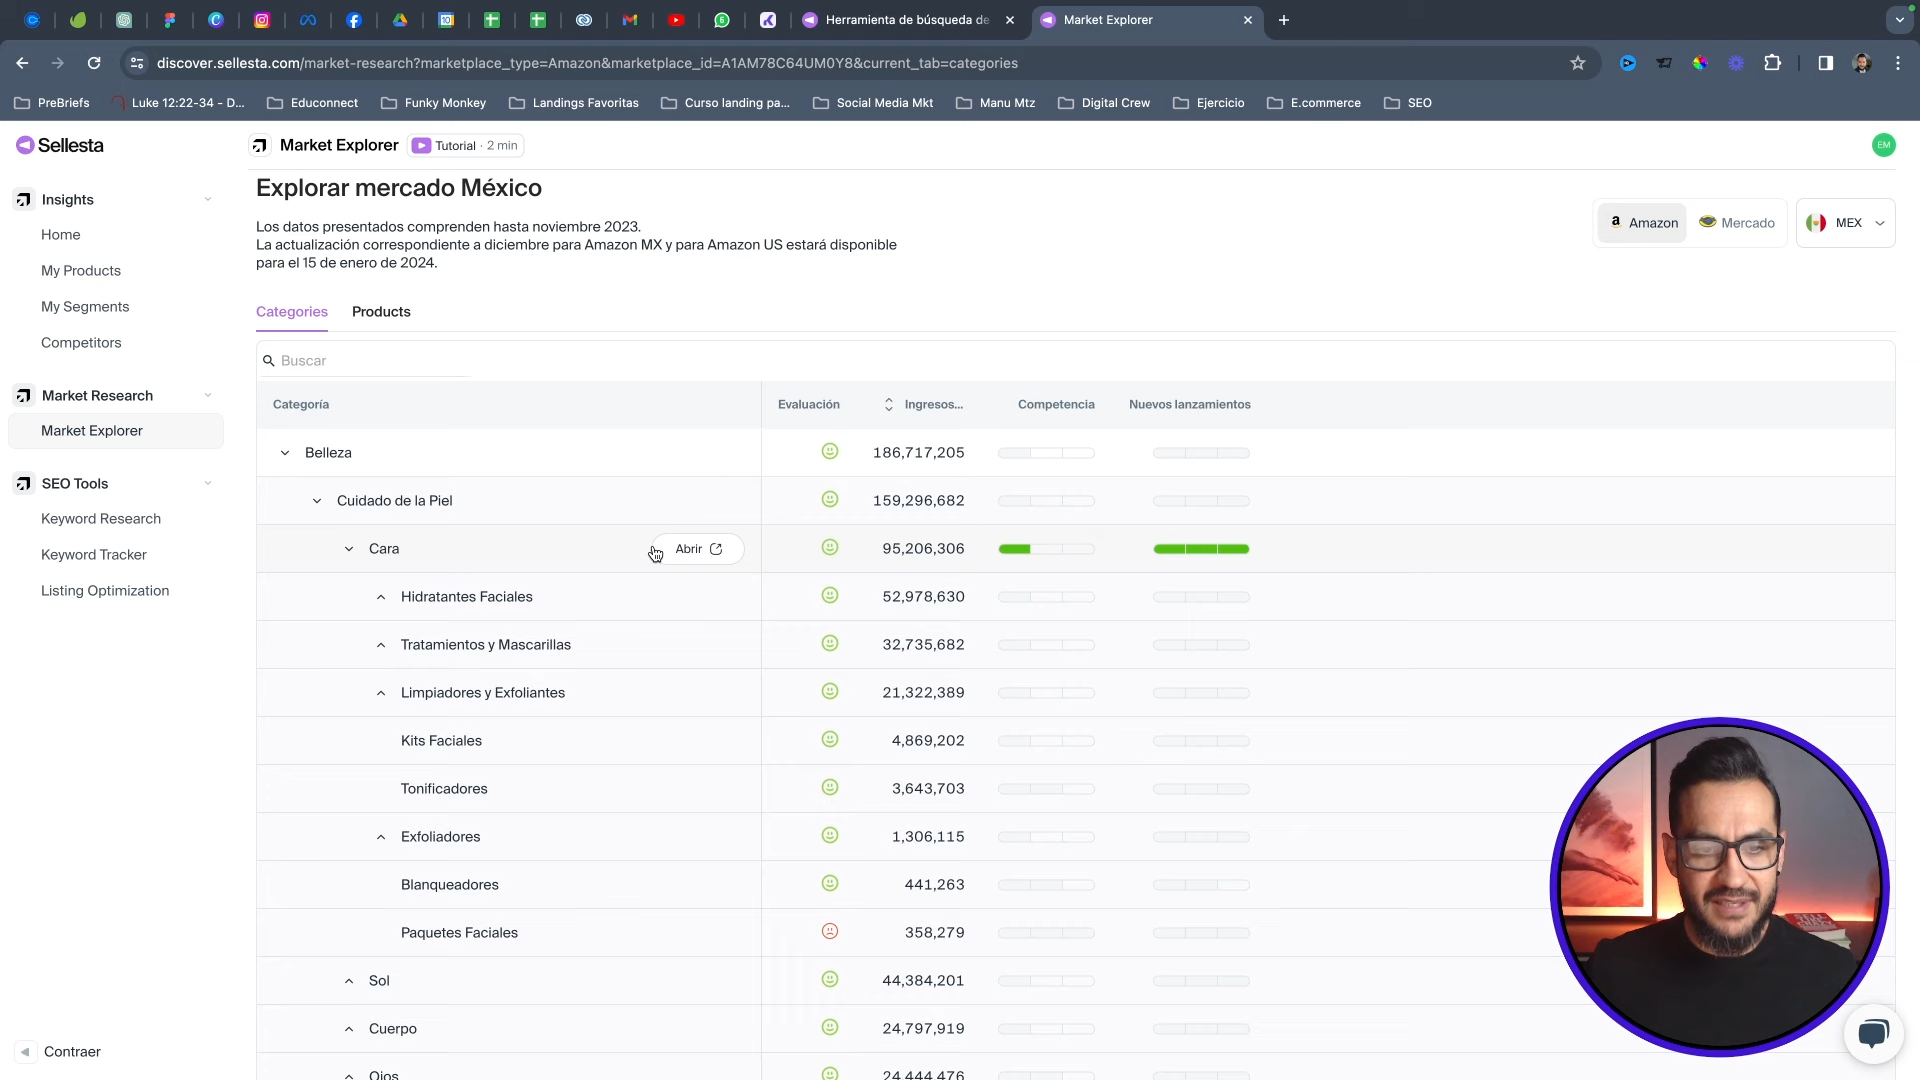 Herramienta de búsqueda de
Market Explorer
discover.sellesta.com/market-research?marketplace_type=Amazon&marketplace_id=A1AM78C64UM0Y8&current_tab=categories
PreBriefs
Luke 12:22-34 - D...
Educonnect
Funky Monkey
Landings Favoritas
Curso landing pa...
Social Media Mkt
Manu Mtz
Digital Crew
Ejercicio
E.commerce
SEO
Sellesta
Market Explorer
Tutorial · 2 min
EM
Insights
Home
My Products
My Segments
Competitors
Market Research
Market Explorer
SEO Tools
Keyword Research
Keyword Tracker
Listing Optimization
Contraer
Explorar mercado México
Los datos presentados comprenden hasta noviembre 2023.
La actualización correspondiente a diciembre para Amazon MX y para Amazon US estará disponible
para el 15 de enero de 2024.
Amazon
Mercado
MEX
Categories
Products
Buscar
Categoría Evaluación Ingresos... Competencia Nuevos lanzamientos
Belleza 186,717,205
Cuidado de la Piel 159,296,682
Cara Abrir 95,206,306
Hidratantes Faciales 52,978,630
Tratamientos y Mascarillas 32,735,682
Limpiadores y Exfoliantes 21,322,389
Kits Faciales 4,869,202
Tonificadores 3,643,703
Exfoliadores 1,306,115
Blanqueadores 441,263
Paquetes Faciales 358,279
Sol 44,384,201
Cuerpo 24,797,919
Ojos 24,444,476